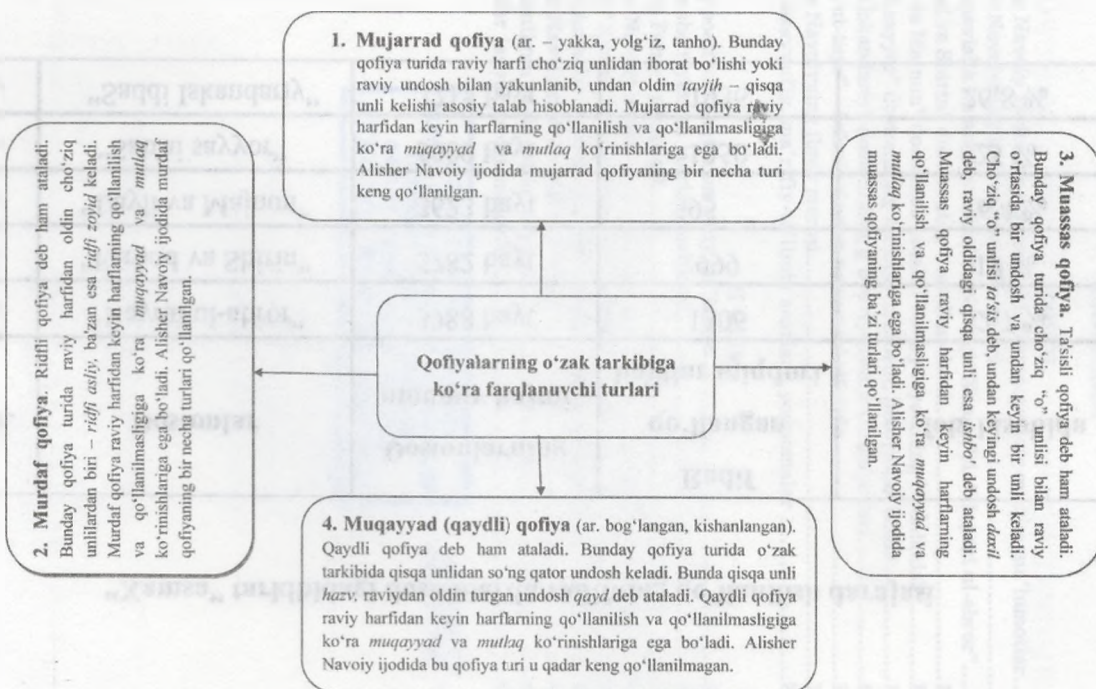 1. Mujarrad qofiya (ar. – yakka, yolg‘iz, tanho). Bunday
qofiya turida raviy harfi cho‘ziq unlidan iborat bo‘lishi yoki
raviy undosh bilan yakunlanib, undan oldin tavjih – qisqa
unli kelishi asosiy talab hisoblanadi. Mujarrad qofiya raviy
harfidan keyin harflarning qo‘llanilish va qo‘llanilmasligiga
ko‘ra muqayyad va mutlaq ko‘rinishlariga ega bo‘ladi.
Alisher Navoiy ijodida mujarrad qofiyaning bir necha turi
keng qo‘llanilgan.
2. Murdaf qofiya. Ridfli qofiya deb ham ataladi.
Bunday qofiya turida raviy harfidan oldin cho‘ziq
unlilardan biri – ridfi asliy, ba’zan esa ridfi zoyid keladi.
Murdaf qofiya raviy harfidan keyin harflarning qo‘llanilish
va qo‘llanilmasligiga ko‘ra muqayyad va mutlaq
ko‘rinishlariga ega bo‘ladi. Alisher Navoiy ijodida murdaf
qofiyaning bir necha turlari qo‘llangan.
Qofiyalarning o‘zak tarkibiga
ko‘ra farqlanuvchi turlari
3. Muassas qofiya. Ta’sisli qofiya deb ham ataladi.
Bunday qofiya turida cho‘ziq “o” unlisi bilan raviy
o‘rtasida bir undosh va undan keyin bir unli keladi.
Cho‘ziq “o” unlisi ta’sis deb, undan keyingi undosh daxil
deb, raviy oldidagi qisqa unli esa ishbo‘ deb ataladi.
Muassas qofiya raviy harfidan keyin harflarning
qo‘llanilish va qo‘llanilmasligiga ko‘ra muqayyad va
mutlaq ko‘rinishlariga ega bo‘ladi. Alisher Navoiy ijodida
muassas qofiyaning ba’zi turlari qo‘llanilgan.
4. Muqayyad (qaydli) qofiya (ar. bog‘langan, kishanlangan).
Qaydli qofiya deb ham ataladi. Bunday qofiya turida o‘zak
tarkibida qisqa unlidan so‘ng qator undosh keladi. Bunda qisqa unli
hazv, raviydan oldin turgan undosh qayd deb ataladi. Qaydli qofiya
raviy harfidan keyin harflarning qo‘llanilish va qo‘llanilmasligiga
ko‘ra muqayyad va mutlaq ko‘rinishlariga ega bo‘ladi. Alisher
Navoiy ijodida bu qofiya turi u qadar keng qo‘llanilmagan.